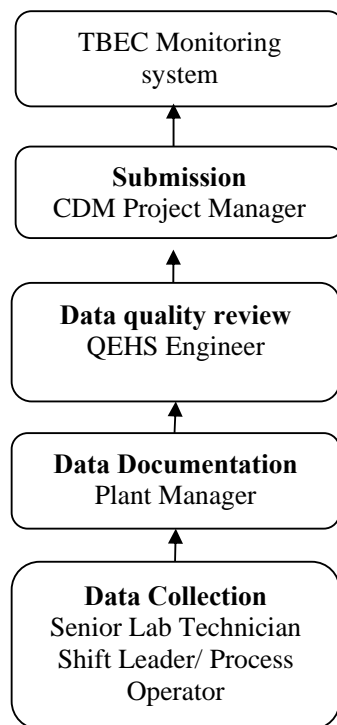 TBEC Monitoring
system
Submission
CDM Project Manager
Data quality review
QEHS Engineer
Data Documentation
Plant Manager
Data Collection
Senior Lab Technician
Shift Leader/ Process
Operator